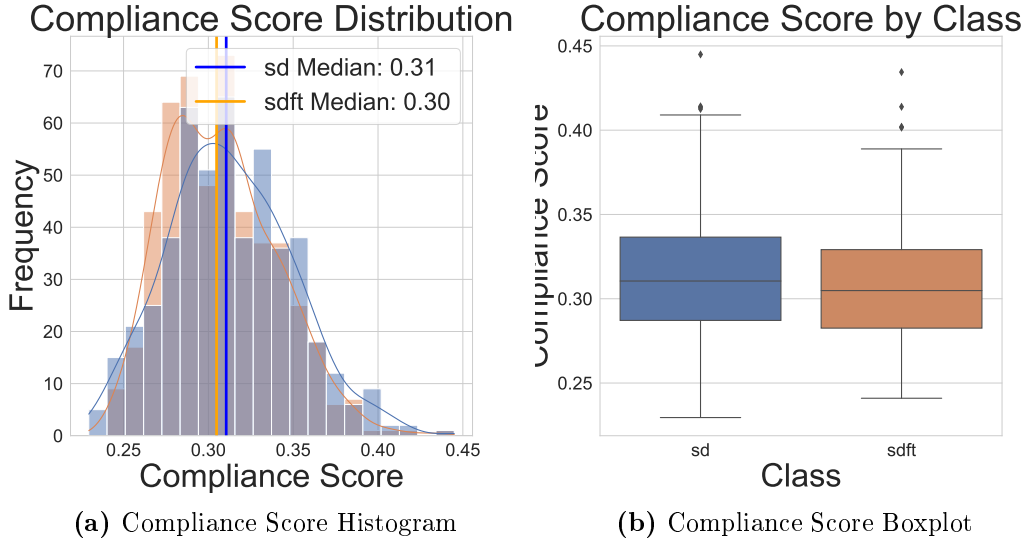 Compliance Score Distribution
sd Median: 0.31
sdft Median: 0.30
70
60
50
40
30
20
10
0
Frequency
0.25 0.30 0.35 0.40 0.45
Compliance Score
(a) Compliance Score Histogram
Compliance Score by Class
0.45
0.40
0.35
0.30
0.25
Compliance Score
sd sdft
Class
(b) Compliance Score Boxplot